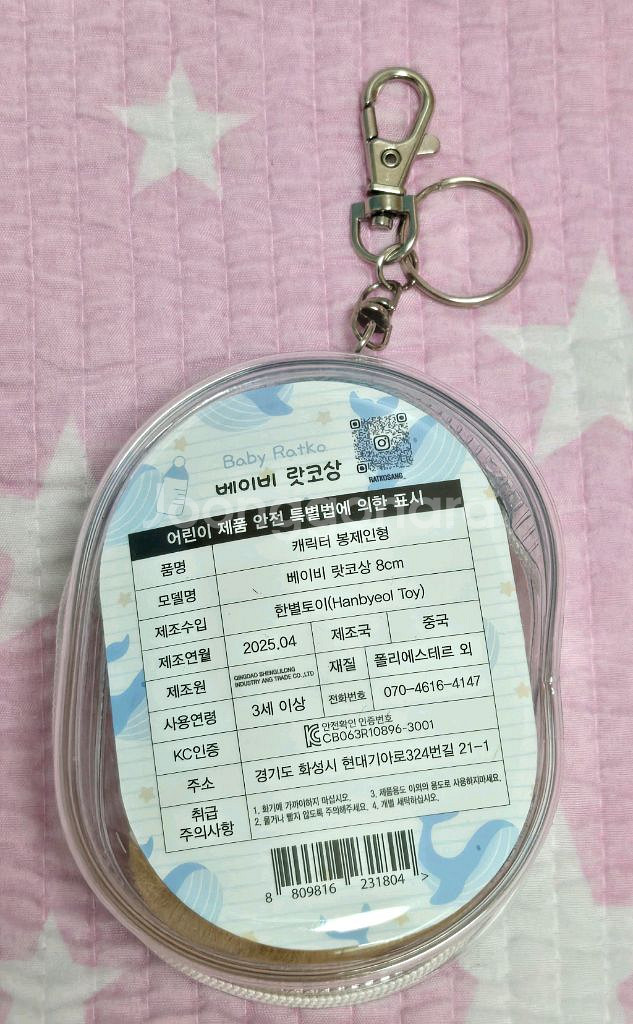 Baby Ratko
베이비 랏코상
RATKOSANG_
어린이 제품 안전 특별법에 의한 표시
품명 캐릭터 봉제인형
모델명 베이비 랏코상 8cm
제조수입 한별토이(Hanbyeol Toy)
제조연월 2025.04 제조국 중국
제조원 QINGDAO SHENGLILONG INDUSTRY ANG TRADE CO.,LTD 재질 폴리에스테르 외
사용연령 3세 이상 전화번호 070-4616-4147
KC인증 안전확인 인증번호 CB063R10896-3001
주소 경기도 화성시 현대기아로324번길 21-1
취급 주의사항
1. 화기에 가까이하지 마십시오. 3. 제품용도 이외의 용도로 사용하지마세요.
2. 물거나 빨지 않도록 주의해주세요. 4. 개별 세탁하십시오.
8 809816 231804 >